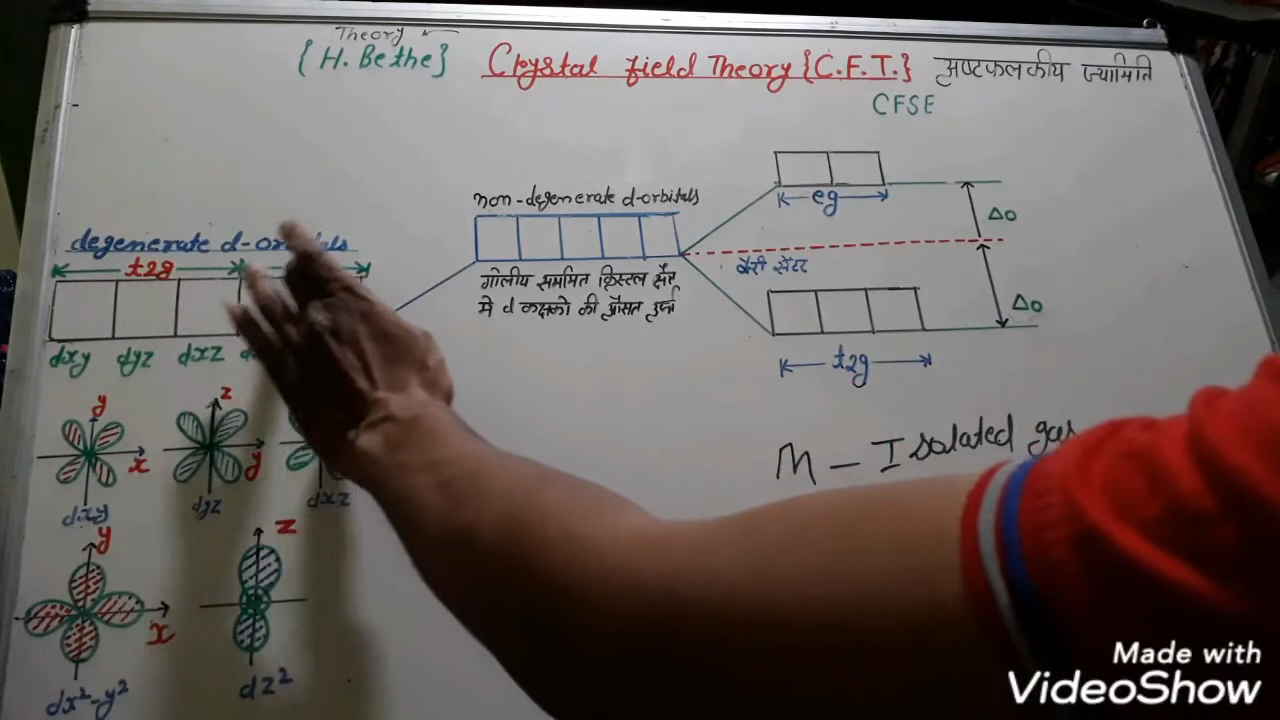 Theory
{H. Bethe} Crystal field Theory {C.F.T.} अष्टफलकीय ज्यामिति
CFSE
non-degenerate d-orbitals
eg
Δo
degenerate d-
t2g
बैरी सेंटर
गोलीय सममित क्रिस्टल
मे d कक्षको की औसत ऊर्जा
Δo
dxy dyz dxz
t2g
y
x
dxy
z
y
dyz
dxz
M - Isolated gas
y
x
dx²-y²
z
dz²
Made with
VideoShow